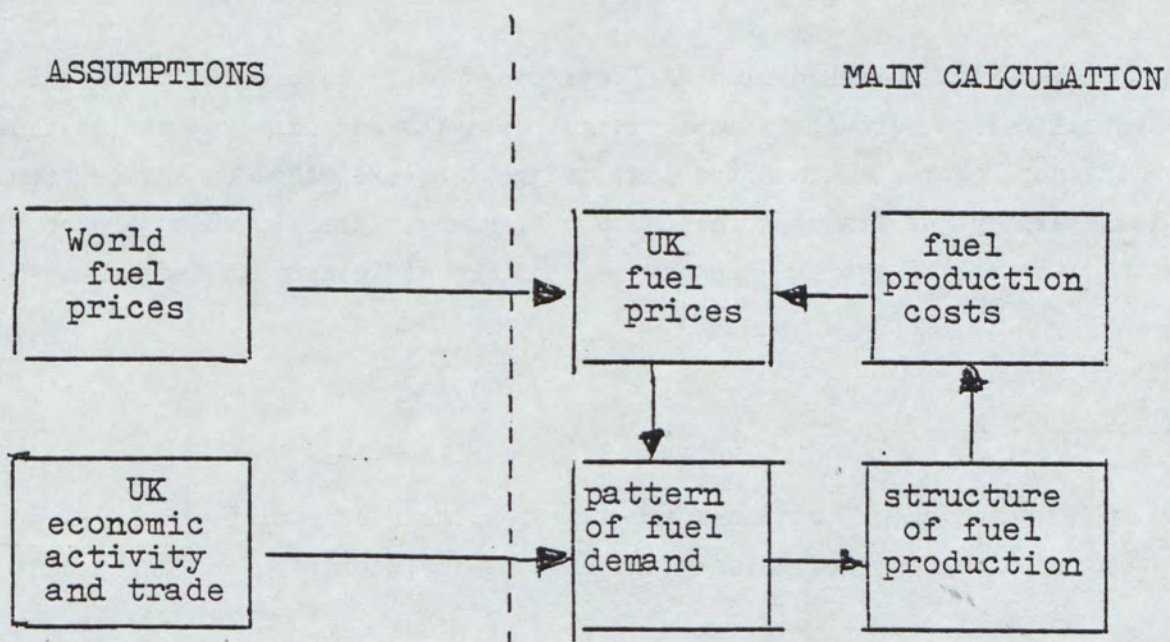 ASSUMPTIONS
MAIN CALCULATION
World
fuel
prices
UK
fuel
prices
fuel
production
costs
UK
economic
activity
and trade
pattern
of fuel
demand
structure
of fuel
production